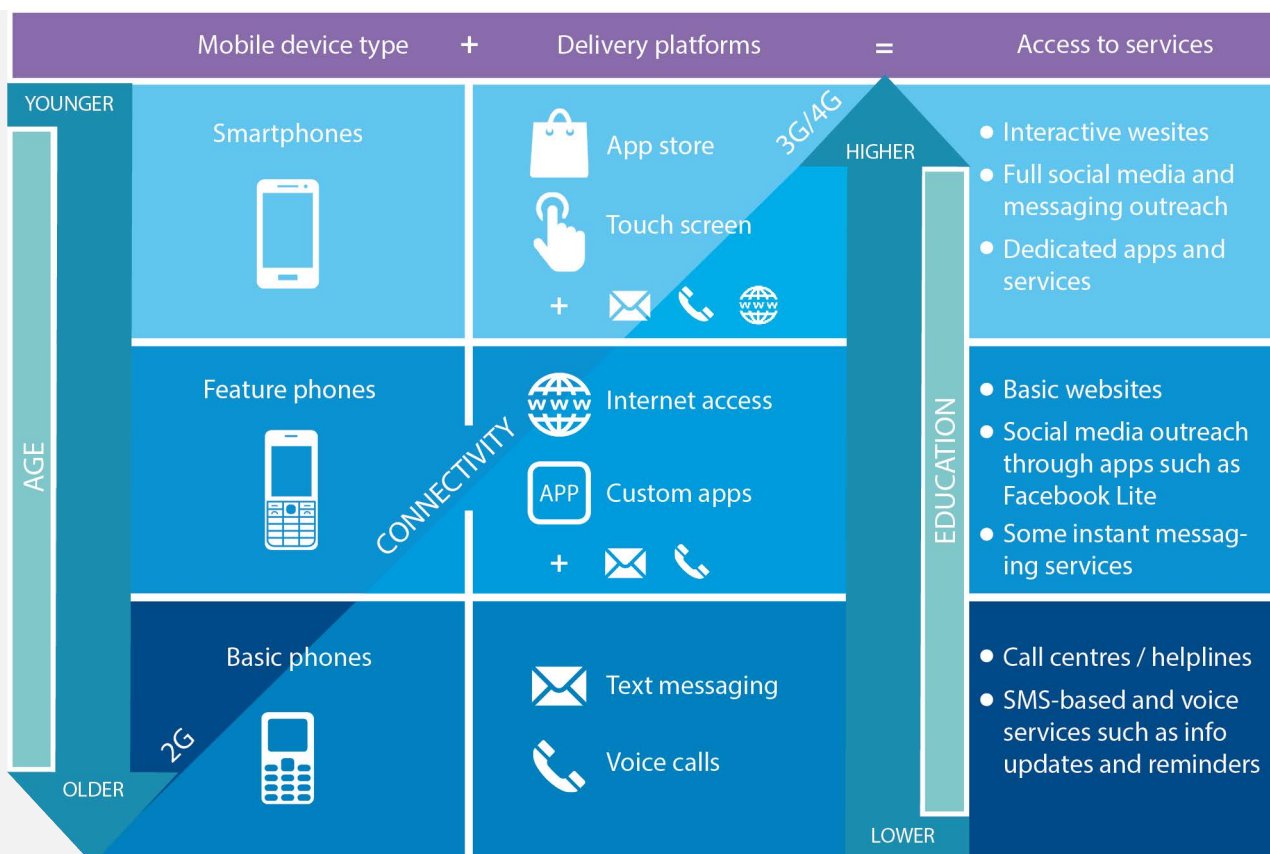 Mobile device type + Delivery platforms = Access to services
YOUNGER
AGE
OLDER
Smartphones
App store
Touch screen
+ www
3G/4G
HIGHER
EDUCATION
LOWER
● Interactive wesites
● Full social media and
messaging outreach
● Dedicated apps and
services
Feature phones
CONNECTIVITY
www Internet access
APP Custom apps
+
● Basic websites
● Social media outreach
through apps such as
Facebook Lite
● Some instant messag-
ing services
2G
Basic phones
Text messaging
Voice calls
● Call centres / helplines
● SMS-based and voice
services such as info
updates and reminders